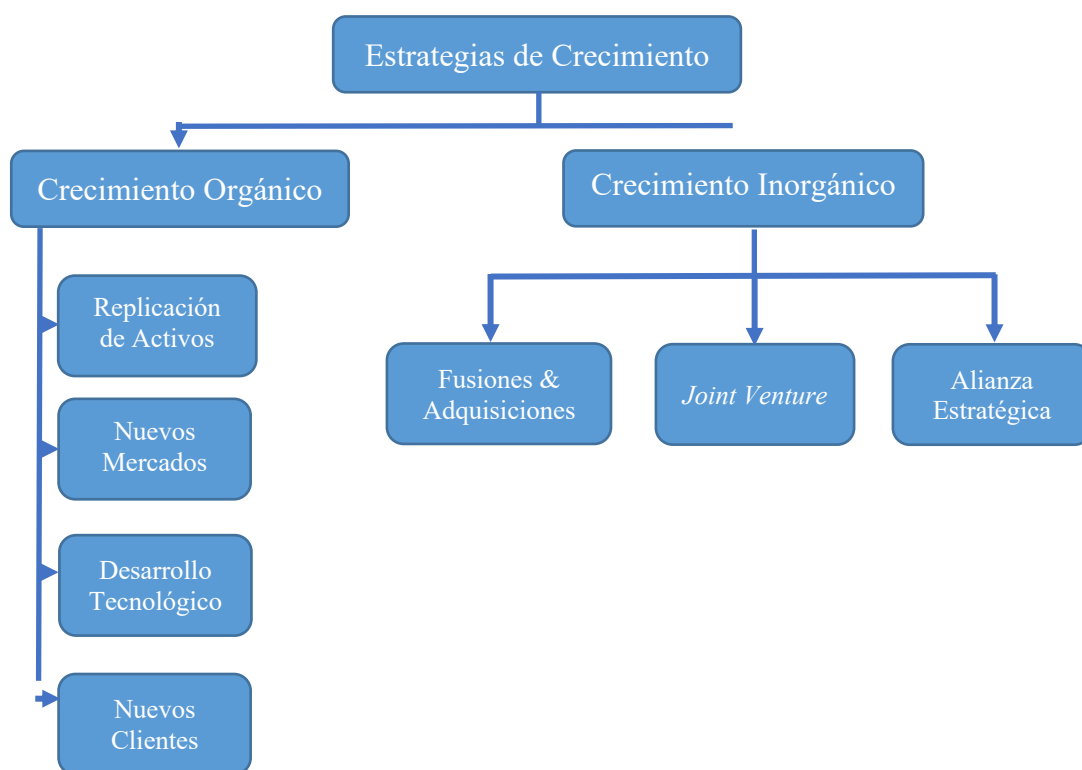 Estrategias de Crecimiento
Crecimiento Orgánico
Crecimiento Inorgánico
Replicación
de Activos
Nuevos
Mercados
Desarrollo
Tecnológico
Nuevos
Clientes
Fusiones &
Adquisiciones
Joint Venture
Alianza
Estratégica